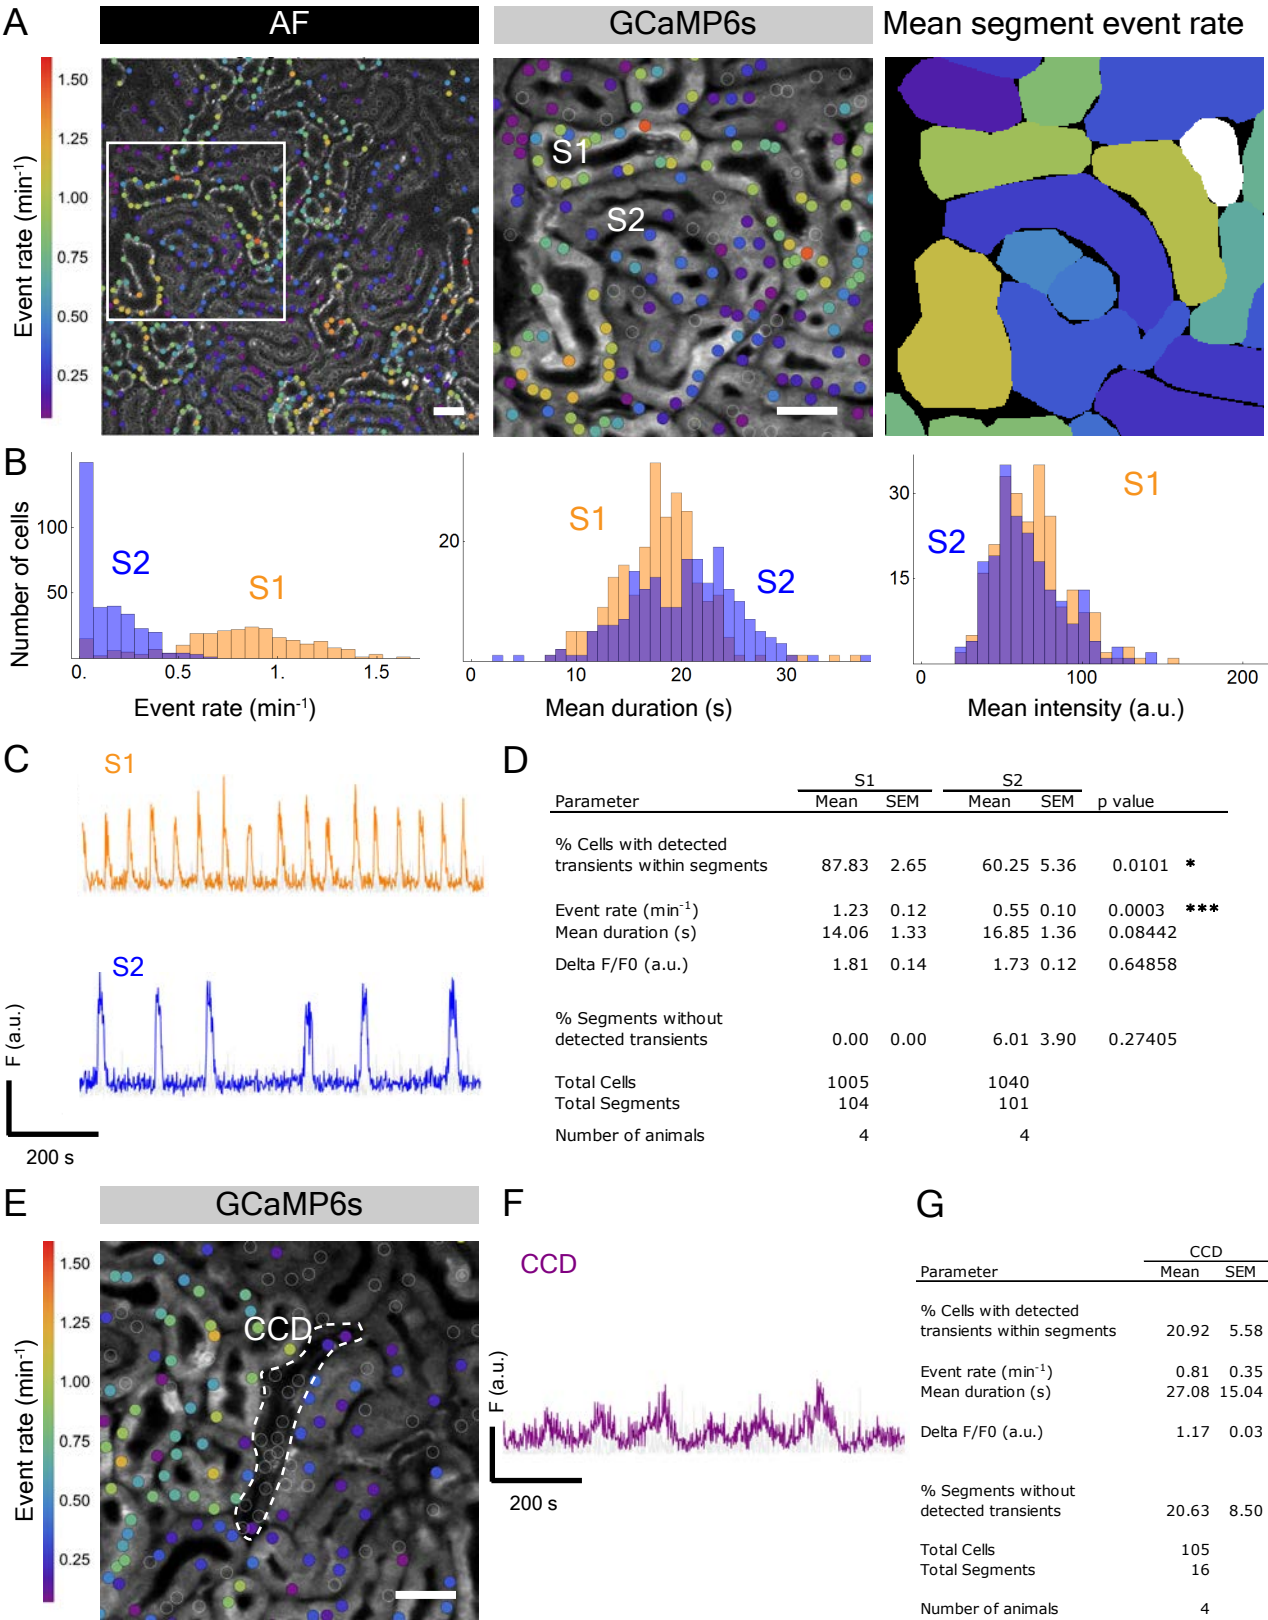 A
AF
GCaMP6s
Mean segment event rate
Event rate (min-1)
1.50
1.25
1.00
0.75
0.50
0.25
S1
S2
B
Number of cells
100
50
S2
S1
0.
0.5
1.
1.5
Event rate (min-1)
20
S1
S2
0
10
20
30
Mean duration (s)
30
15
S2
S1
0
100
200
Mean intensity (a.u.)
C
S1
S2
F (a.u.)
200 s
D
S1 S2
Parameter Mean SEM Mean SEM p value
% Cells with detected
transients within segments 87.83 2.65 60.25 5.36 0.0101 *
Event rate (min-1) 1.23 0.12 0.55 0.10 0.0003 ***
Mean duration (s) 14.06 1.33 16.85 1.36 0.08442
Delta F/F0 (a.u.) 1.81 0.14 1.73 0.12 0.64858
% Segments without
detected transients 0.00 0.00 6.01 3.90 0.27405
Total Cells 1005 1040
Total Segments 104 101
Number of animals 4 4
E
GCaMP6s
Event rate (min-1)
1.50
1.25
1.00
0.75
0.50
0.25
CCD
F
CCD
F (a.u.)
200 s
G
CCD
Parameter Mean SEM
% Cells with detected
transients within segments 20.92 5.58
Event rate (min-1) 0.81 0.35
Mean duration (s) 27.08 15.04
Delta F/F0 (a.u.) 1.17 0.03
% Segments without
detected transients 20.63 8.50
Total Cells 105
Total Segments 16
Number of animals 4